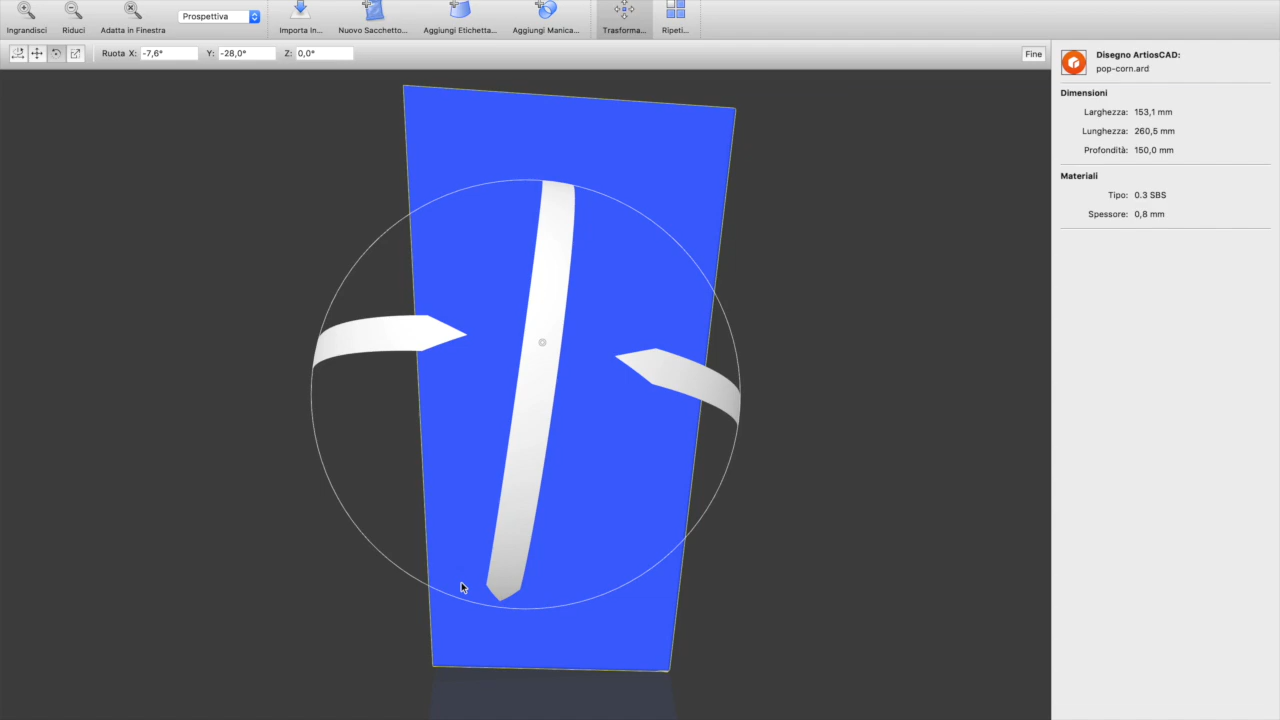 Prospettiva
Ingrandisci Riduci Adatta in Finestra Importa In... Nuovo Sacchetto... Aggiungi Etichetta... Aggiungi Manica... Trasforma... Ripeti...
Ruota X: -7,6° Y: -28,0° Z: 0,0° Fine
Disegno ArtiosCAD:
pop-corn.ard
Dimensioni
Larghezza: 153,1 mm
Lunghezza: 260,5 mm
Profondità: 150,0 mm
Materiali
Tipo: 0.3 SBS
Spessore: 0,8 mm